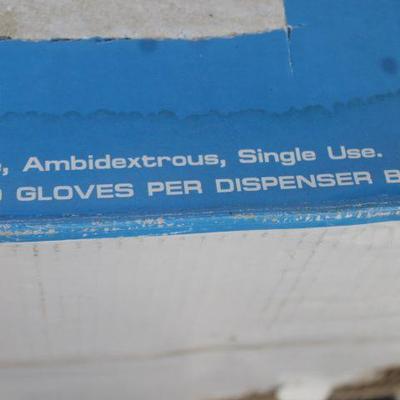 , Ambidextrous, Single Use.
GLOVES PER DISPENSER B